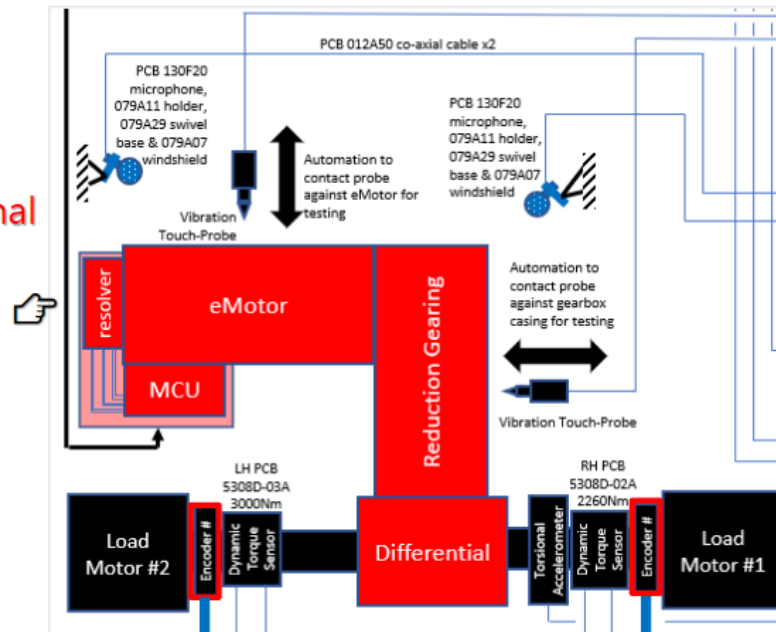 PCB 012A50 co-axial cable x2
PCB 130F20
microphone,
079A11 holder,
079A29 swivel
base & 079A07
windshield
PCB 130F20
microphone,
079A11 holder,
079A29 swivel
base & 079A07
windshield
Automation to
contact probe
against eMotor for
testing
Vibration
Touch-Probe
nal
resolver
eMotor
MCU
Reduction Gearing
Automation to
contact probe
against gearbox
casing for testing
Vibration Touch-Probe
LH PCB
5308D-03A
3000Nm
RH PCB
5308D-02A
2260Nm
Load
Motor #2
Encoder #
Dynamic
Torque
Sensor
Differential
Torsional
Accelerometer
Dynamic
Torque
Sensor
Encoder #
Load
Motor #1